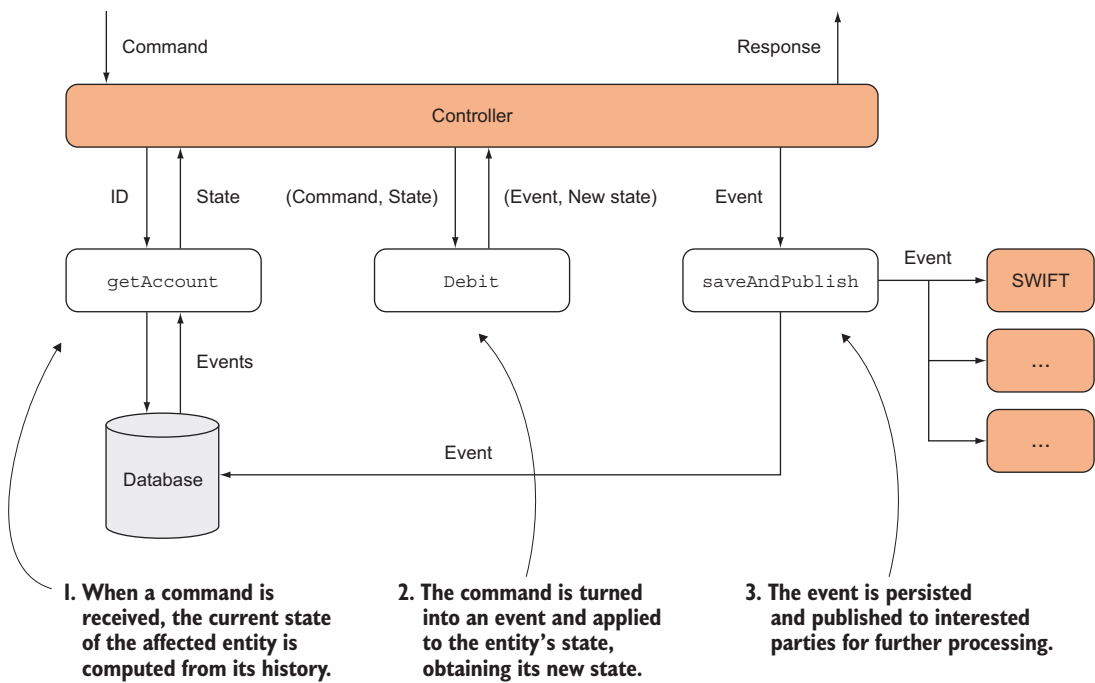 Command
Response
Controller
ID
State
(Command, State)
(Event, New state)
Event
getAccount
Debit
saveAndPublish
Event
SWIFT
...
...
Events
Database
Event
1. When a command is
received, the current state
of the affected entity is
computed from its history.
2. The command is turned
into an event and applied
to the entity's state,
obtaining its new state.
3. The event is persisted
and published to interested
parties for further processing.